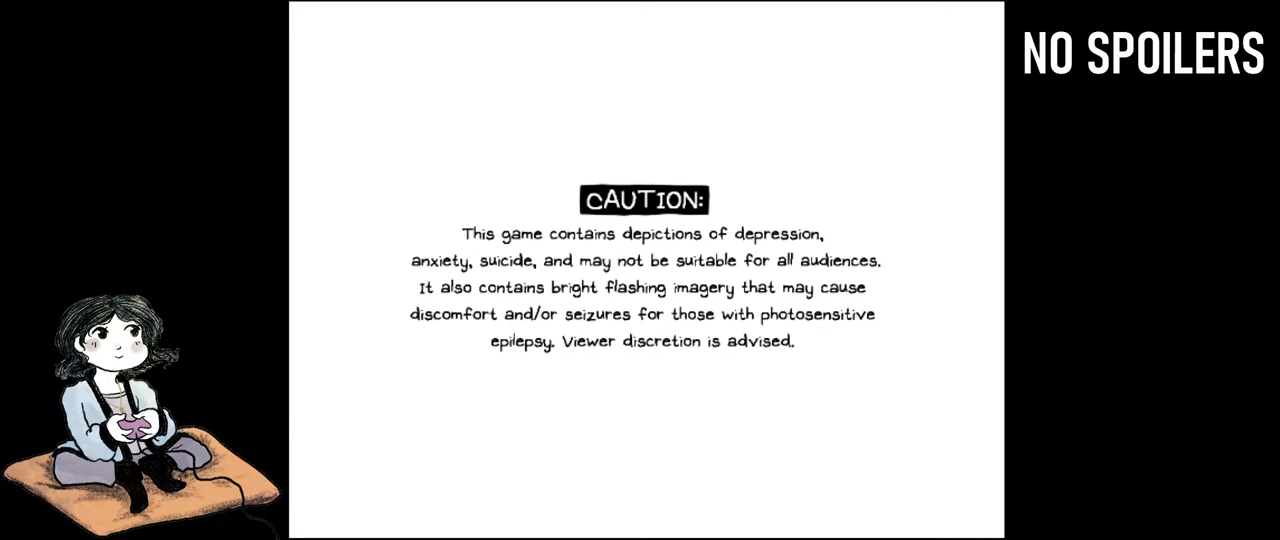 NO SPOILERS
CAUTION:
This game contains depictions of depression,
anxiety, suicide, and may not be suitable for all audiences.
It also contains bright flashing imagery that may cause
discomfort and/or seizures for those with photosensitive
epilepsy. Viewer discretion is advised.